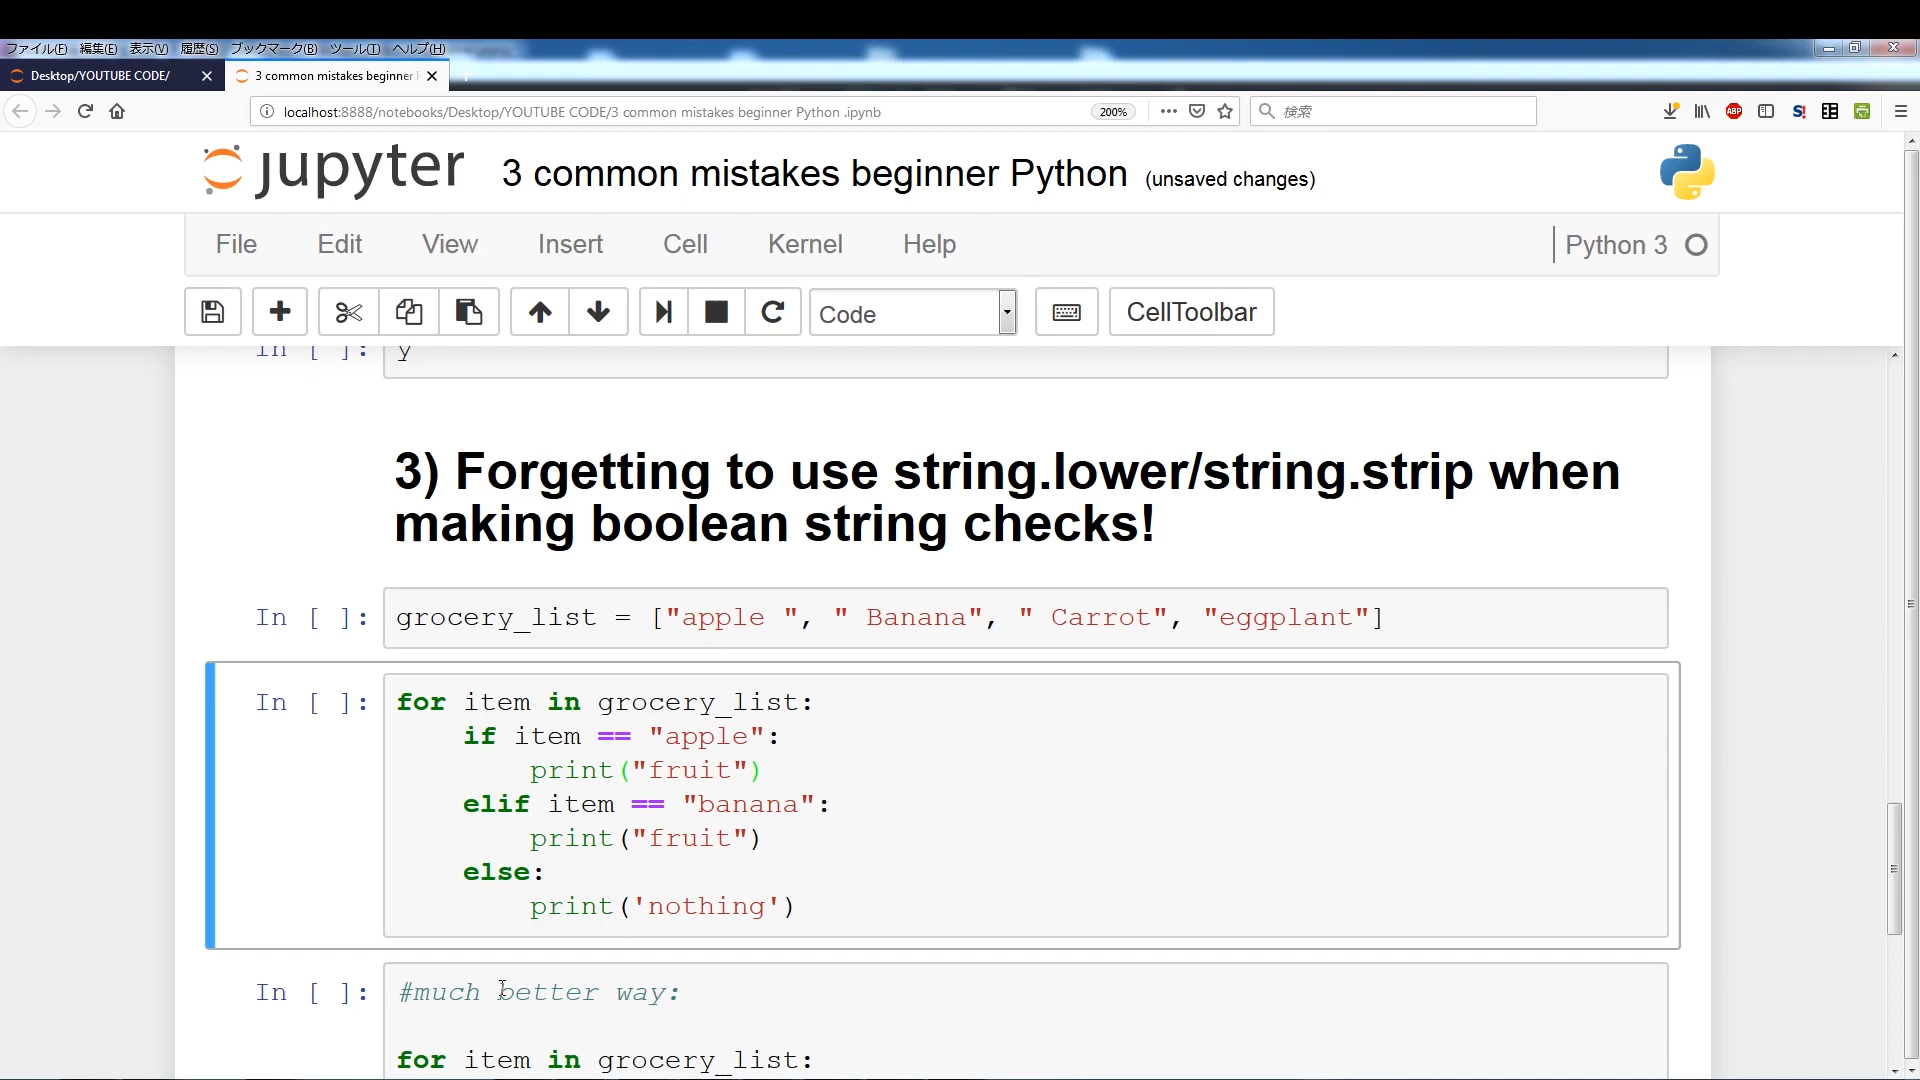 ファイル(F) 編集(E) 表示(V) 履歴(S) ブックマーク(B) ツール(T) ヘルプ(H)
Desktop/YOUTUBE CODE/
3 common mistakes beginner
localhost:8888/notebooks/Desktop/YOUTUBE CODE/3 common mistakes beginner Python .ipynb
200%
検索
ABP
S!
jupyter 3 common mistakes beginner Python (unsaved changes)
File Edit View Insert Cell Kernel Help
Python 3
Code
CellToolbar
In [ ]: y
3) Forgetting to use string.lower/string.strip when
making boolean string checks!
In [ ]: grocery_list = ["apple ", " Banana", " Carrot", "eggplant"]
In [ ]: for item in grocery_list:
if item == "apple":
print("fruit")
elif item == "banana":
print("fruit")
else:
print('nothing')
In [ ]: #much better way:
for item in grocery_list: